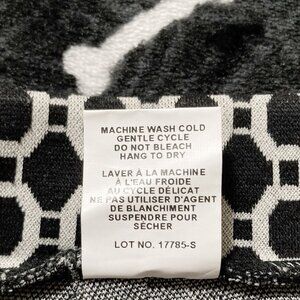 MACHINE WASH COLD
GENTLE CYCLE
DO NOT BLEACH
HANG TO DRY
LAVER À LA MACHINE
À L'EAU FROIDE
AU CYCLE DÉLICAT
NE PAS UTILISER D'AGENT
DE BLANCHIMENT
SUSPENDRE POUR
SÉCHER
LOT NO. 17785-S